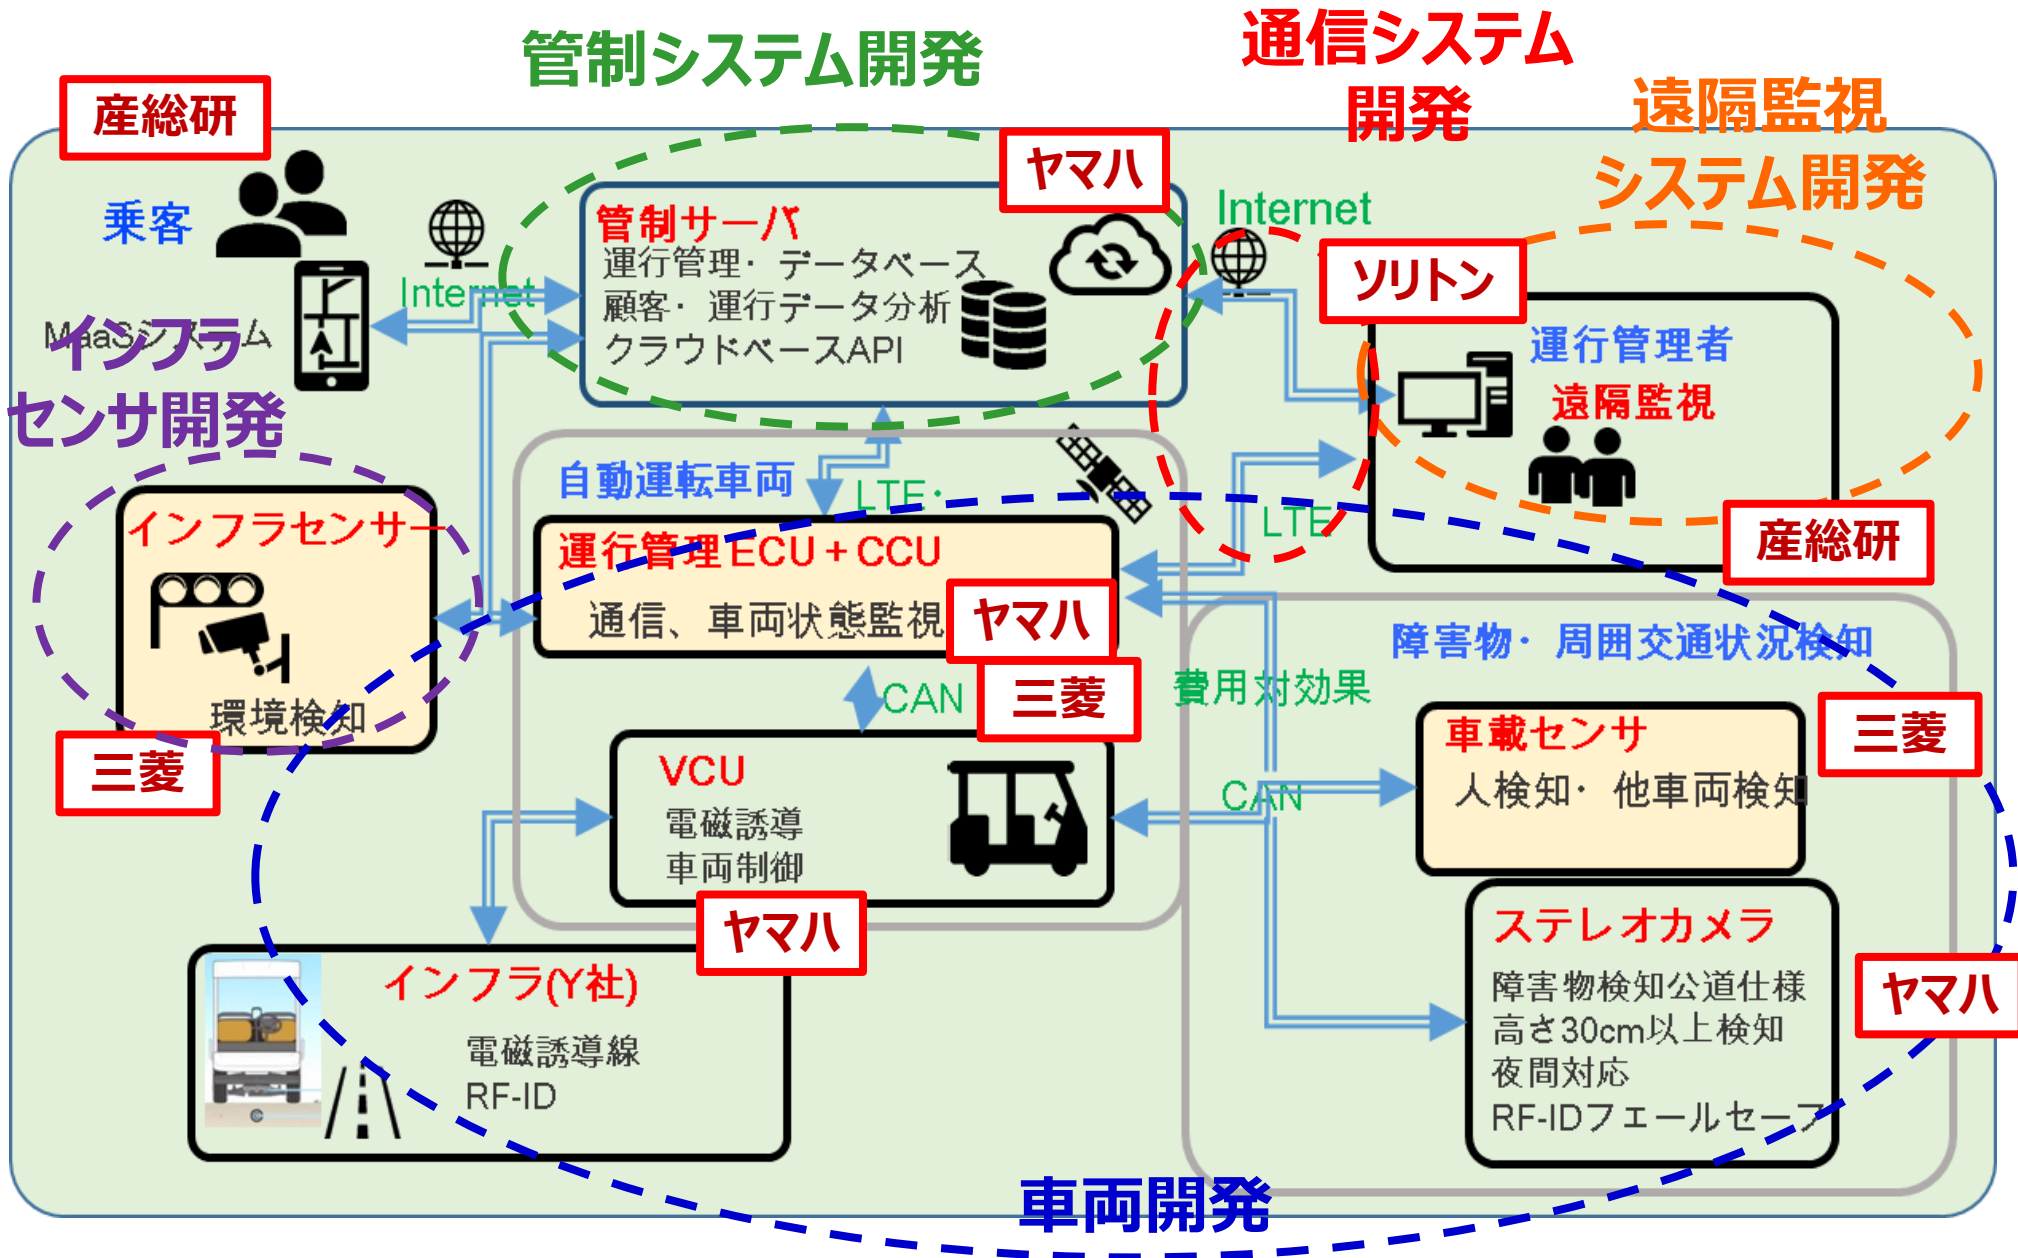 管制システム開発
通信システム
開発
遠隔監視
システム開発
産総研
ヤマハ
乗客
管制サーバ
運行管理・データベース
顧客・運行データ分析
クラウドベースAPI
Internet
Internet
ソリトン
MaaSシステム
インフラ
センサ開発
運行管理者
遠隔監視
自動運転車両
LTE・
LTE
産総研
インフラセンサー
環境検知
三菱
運行管理ECU+CCU
通信、車両状態監視
ヤマハ
三菱
CAN
費用対効果
障害物・周囲交通状況検知
三菱
車載センサ
人検知・他車両検知
VCU
電磁誘導
車両制御
CAN
ヤマハ
インフラ(Y社)
電磁誘導線
RF-ID
ステレオカメラ
障害物検知公道仕様
高さ30cm以上検知
夜間対応
RF-IDフェールセーフ
ヤマハ
車両開発